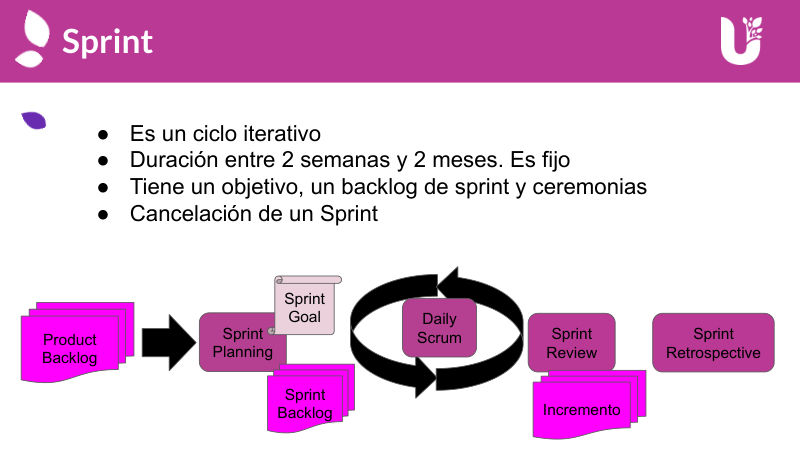 Sprint
● Es un ciclo iterativo
● Duración entre 2 semanas y 2 meses. Es fijo
● Tiene un objetivo, un backlog de sprint y ceremonias
● Cancelación de un Sprint
Product
Backlog
Sprint
Planning
Sprint
Goal
Sprint
Backlog
Daily
Scrum
Sprint
Review
Incremento
Sprint
Retrospective